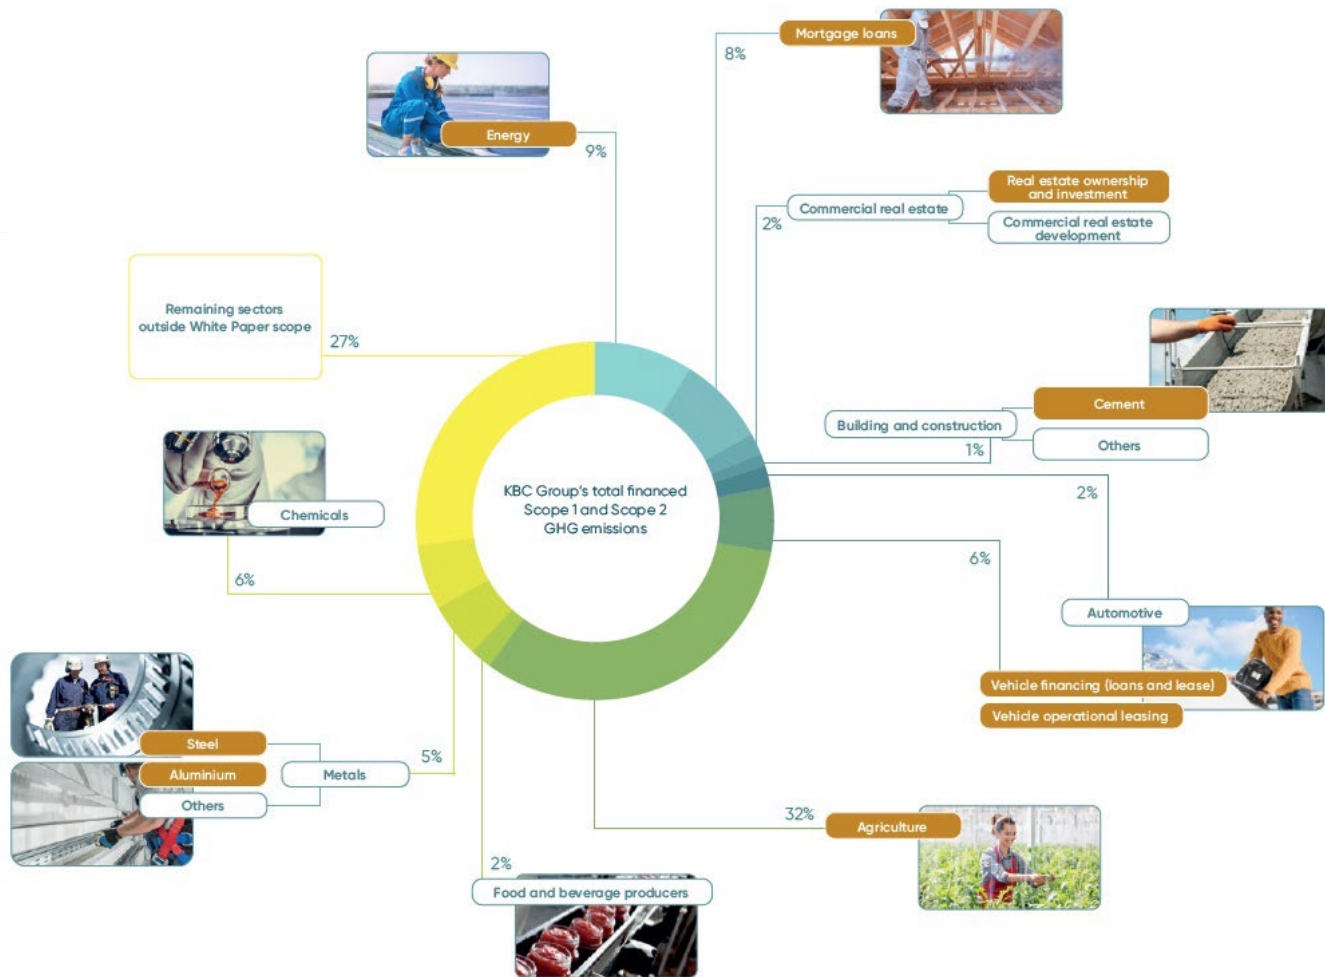 Mortgage loans
8%
Energy
9%
Real estate ownership
and investment
Commercial real estate
2%
Commercial real estate
development
Remaining sectors
outside White Paper scope
27%
Cement
Building and construction
1%
Others
KBC Group's total financed
Scope 1 and Scope 2
GHG emissions
2%
Chemicals
6%
6%
Automotive
Vehicle financing (loans and lease)
Vehicle operational leasing
Steel
5%
Aluminium
Metals
Others
32%
Agriculture
2%
Food and beverage producers